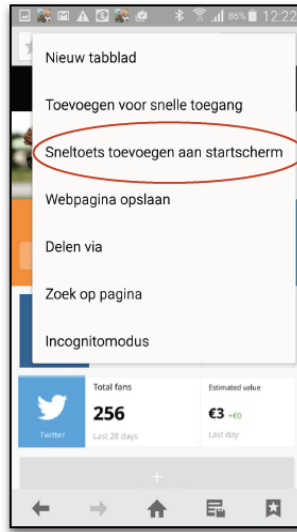 86% 12:22
Nieuw tabblad
Toevoegen voor snelle toegang
Sneltoets toevoegen aan startscherm
Webpagina opslaan
Delen via
Zoek op pagina
Incognitomodus
Total fans
Estimated value
256
€3 +€0
Twitter
Last 28 days
Last day
+